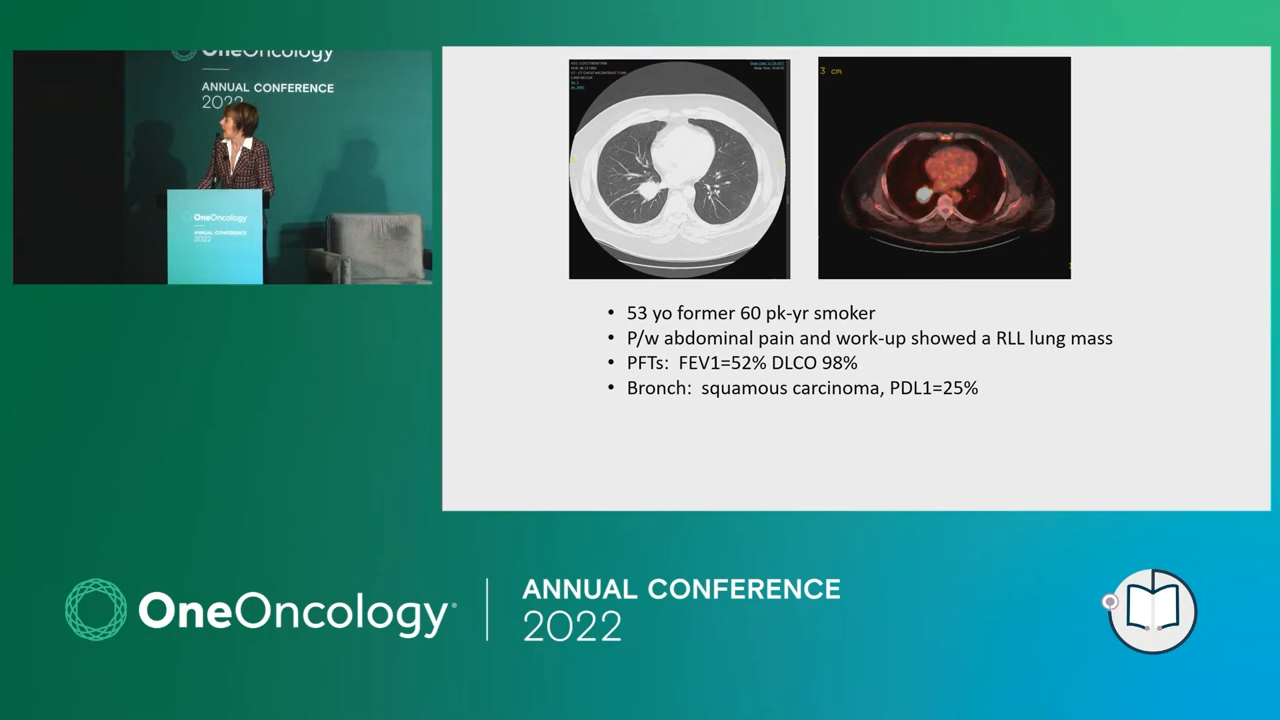 OneOncology
ANNUAL CONFERENCE
2022
OneOncology
ANNUAL CONFERENCE
2022
3 cm
• 53 yo former 60 pk-yr smoker
• P/w abdominal pain and work-up showed a RLL lung mass
• PFTs: FEV1=52% DLCO 98%
• Bronch: squamous carcinoma, PDL1=25%
OneOncology®
ANNUAL CONFERENCE
2022